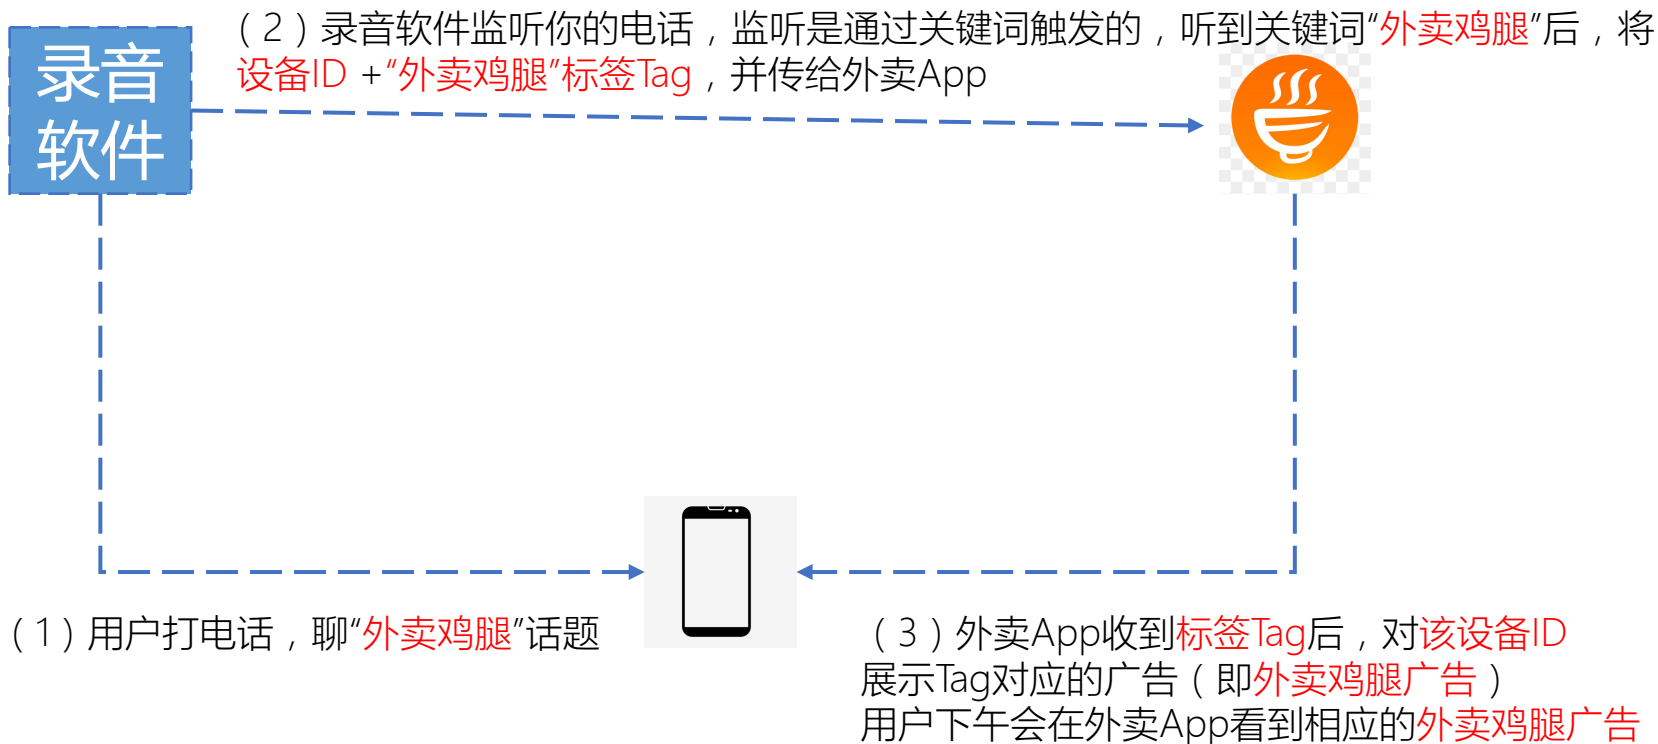 录音
软件
（2）录音软件监听你的电话，监听是通过关键词触发的，听到关键词“外卖鸡腿”后，将
设备ID +“外卖鸡腿”标签Tag，并传给外卖App
（1）用户打电话，聊“外卖鸡腿”话题
（3）外卖App收到标签Tag后，对该设备ID
展示Tag对应的广告（即外卖鸡腿广告）
用户下午会在外卖App看到相应的外卖鸡腿广告